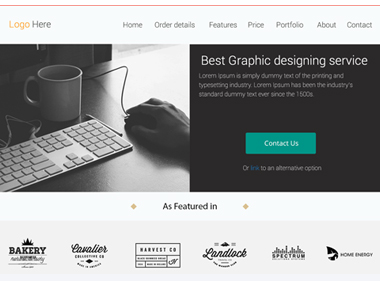 Logo Here
Home Order details Features Price Portfolio About Contact
Best Graphic designing service
Lorem Ipsum is simply dummy text of the printing and
typesetting industry. Lorem Ipsum has been the industry's
standard dummy text ever since the 1500s.
Contact Us
Or link to an alternative option
As Featured in
BAKERY
Cavalier
COLLECTIVE CO
HARVEST CO
Landlock
SPECTRUM
HOME ENERGY